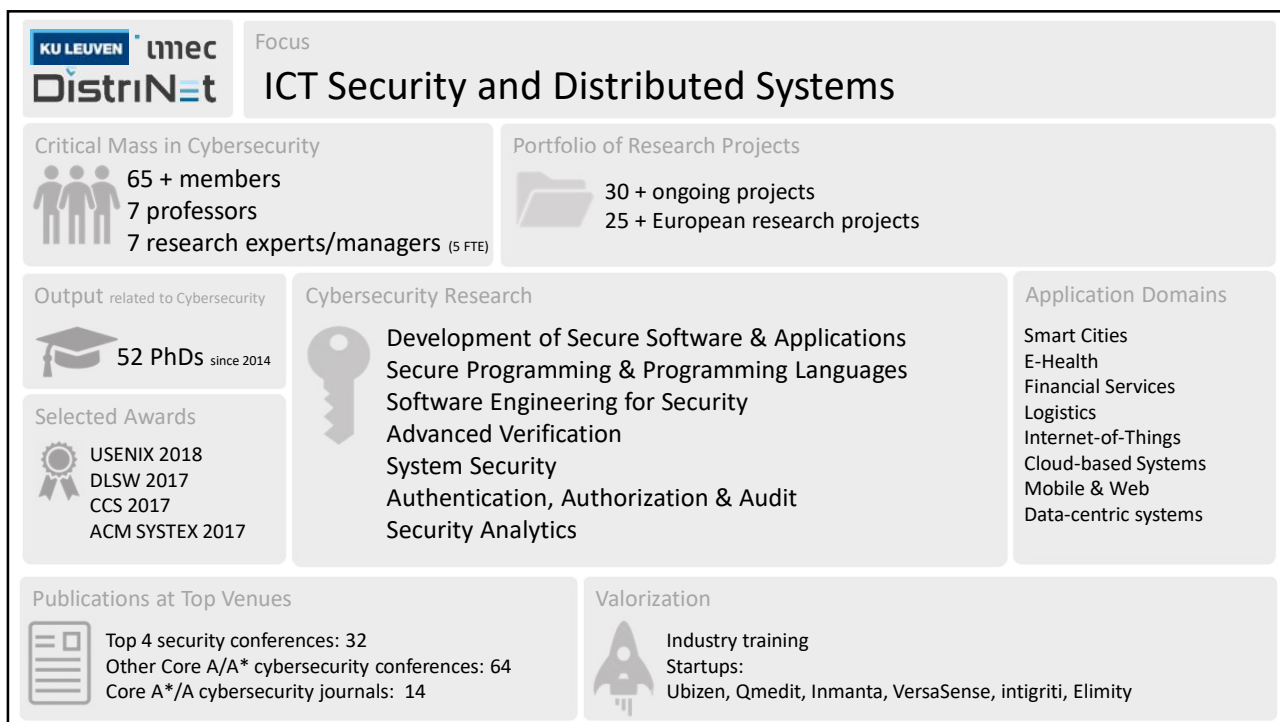 KU LEUVEN imec
DistriNet
Focus
ICT Security and Distributed Systems
Critical Mass in Cybersecurity
65 + members
7 professors
7 research experts/managers (5 FTE)
Portfolio of Research Projects
30 + ongoing projects
25 + European research projects
Output related to Cybersecurity
52 PhDs since 2014
Selected Awards
USENIX 2018
DLSW 2017
CCS 2017
ACM SYSTEX 2017
Cybersecurity Research
Development of Secure Software & Applications
Secure Programming & Programming Languages
Software Engineering for Security
Advanced Verification
System Security
Authentication, Authorization & Audit
Security Analytics
Application Domains
Smart Cities
E-Health
Financial Services
Logistics
Internet-of-Things
Cloud-based Systems
Mobile & Web
Data-centric systems
Publications at Top Venues
Top 4 security conferences: 32
Other Core A/A* cybersecurity conferences: 64
Core A*/A cybersecurity journals: 14
Valorization
Industry training
Startups:
Ubizen, Qmedit, Inmanta, VersaSense, intigriti, Elimity